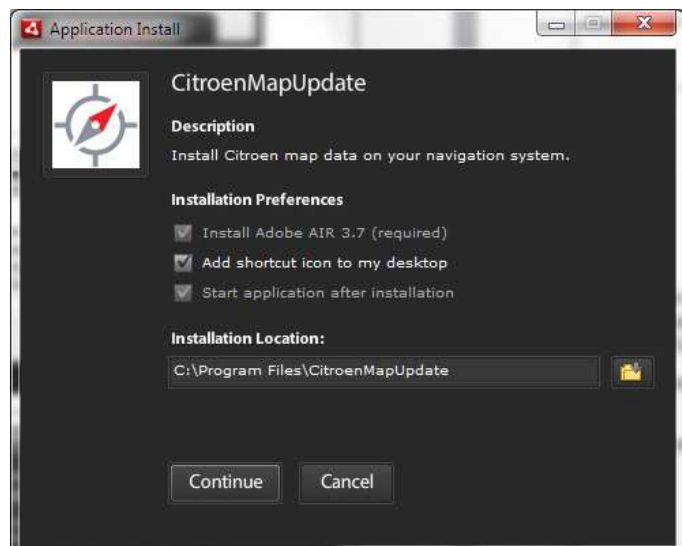 Application Install
CitroenMapUpdate
Description
Install Citroen map data on your navigation system.
Installation Preferences
Install Adobe AIR 3.7 (required)
Add shortcut icon to my desktop
Start application after installation
Installation Location:
C:\Program Files\CitroenMapUpdate
Continue
Cancel